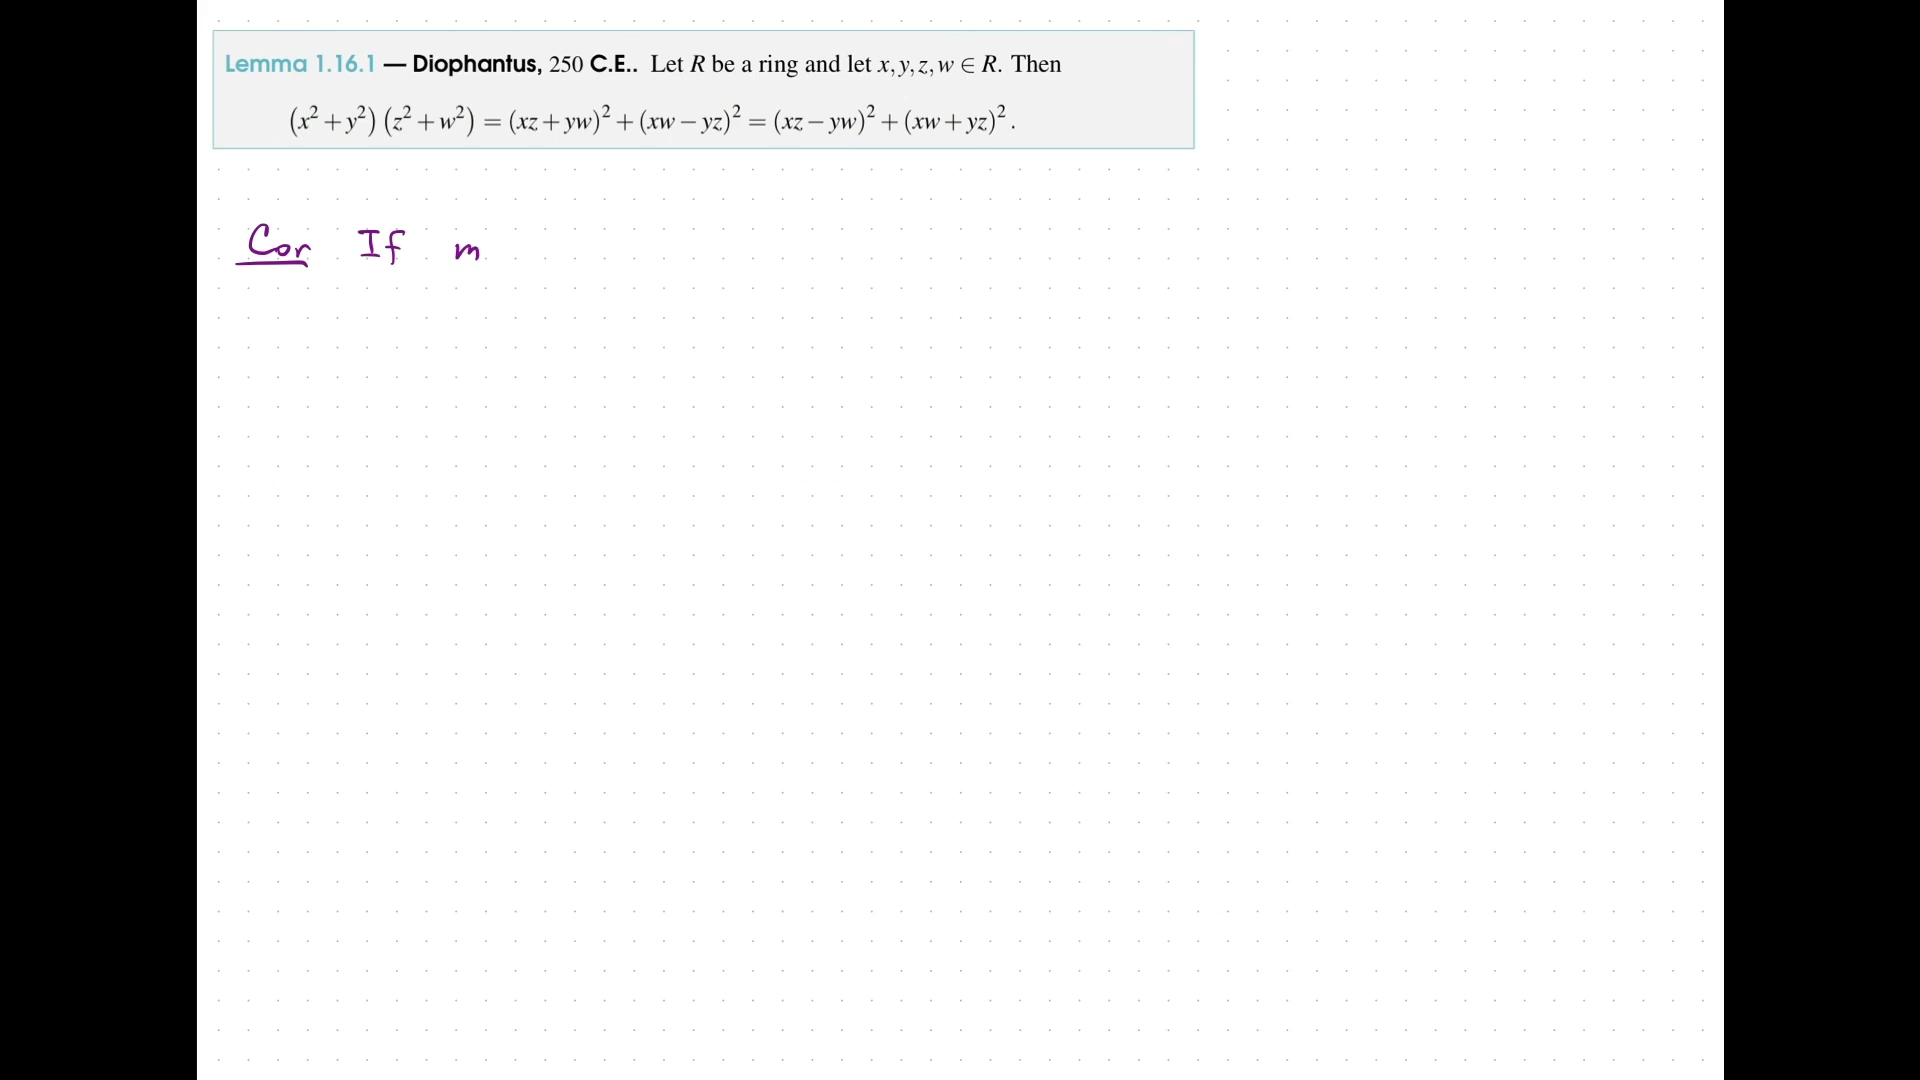 Lemma 1.16.1 — Diophantus, 250 C.E.. Let R be a ring and let x, y, z, w ∈ R. Then
(x² + y²) (z² + w²) = (xz + yw)² + (xw − yz)² = (xz − yw)² + (xw + yz)² .
Cor If m